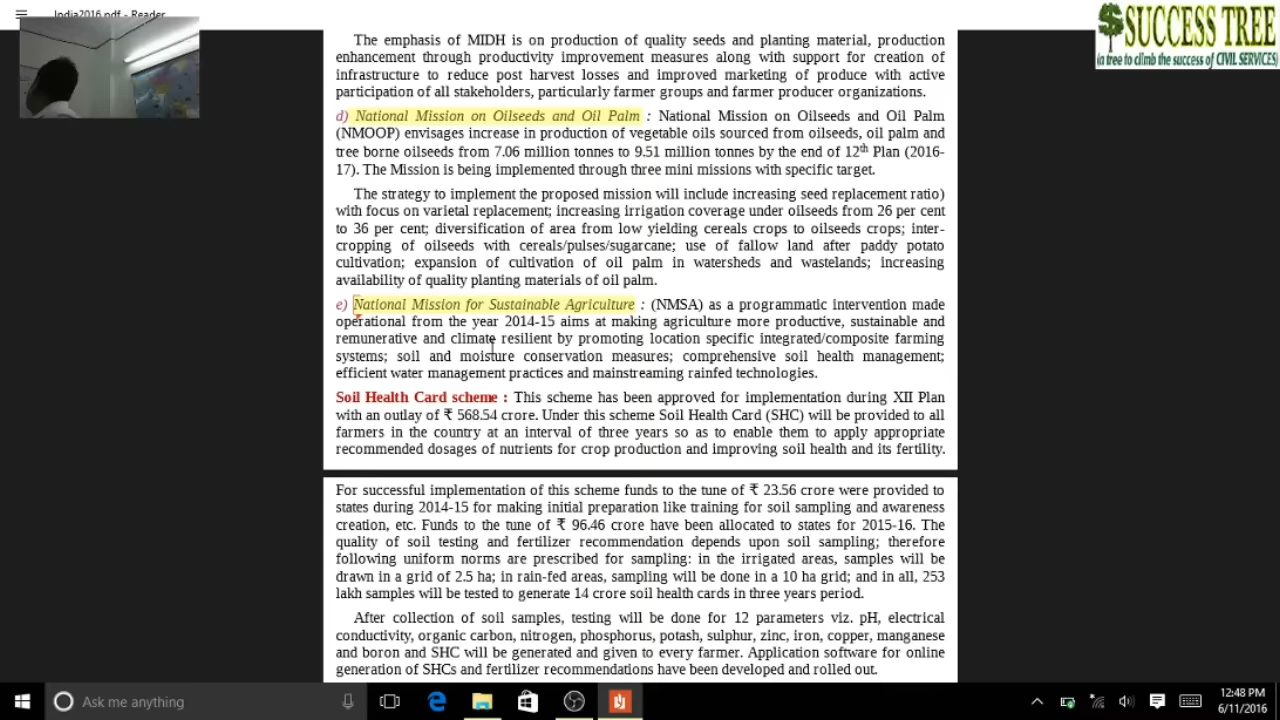 India2016.pdf - Reader
SUCCESS TREE
(a tree to climb the success of CIVIL SERVICES)
The emphasis of MIDH is on production of quality seeds and planting material, production
enhancement through productivity improvement measures along with support for creation of
infrastructure to reduce post harvest losses and improved marketing of produce with active
participation of all stakeholders, particularly farmer groups and farmer producer organizations.
d) National Mission on Oilseeds and Oil Palm : National Mission on Oilseeds and Oil Palm
(NMOOP) envisages increase in production of vegetable oils sourced from oilseeds, oil palm and
tree borne oilseeds from 7.06 million tonnes to 9.51 million tonnes by the end of 12th Plan (2016-
17). The Mission is being implemented through three mini missions with specific target.
The strategy to implement the proposed mission will include increasing seed replacement ratio)
with focus on varietal replacement; increasing irrigation coverage under oilseeds from 26 per cent
to 36 per cent; diversification of area from low yielding cereals crops to oilseeds crops; inter-
cropping of oilseeds with cereals/pulses/sugarcane; use of fallow land after paddy potato
cultivation; expansion of cultivation of oil palm in watersheds and wastelands; increasing
availability of quality planting materials of oil palm.
e) National Mission for Sustainable Agriculture : (NMSA) as a programmatic intervention made
operational from the year 2014-15 aims at making agriculture more productive, sustainable and
remunerative and climate resilient by promoting location specific integrated/composite farming
systems; soil and moisture conservation measures; comprehensive soil health management;
efficient water management practices and mainstreaming rainfed technologies.
Soil Health Card scheme : This scheme has been approved for implementation during XII Plan
with an outlay of ₹ 568.54 crore. Under this scheme Soil Health Card (SHC) will be provided to all
farmers in the country at an interval of three years so as to enable them to apply appropriate
recommended dosages of nutrients for crop production and improving soil health and its fertility.
For successful implementation of this scheme funds to the tune of ₹ 23.56 crore were provided to
states during 2014-15 for making initial preparation like training for soil sampling and awareness
creation, etc. Funds to the tune of ₹ 96.46 crore have been allocated to states for 2015-16. The
quality of soil testing and fertilizer recommendation depends upon soil sampling; therefore
following uniform norms are prescribed for sampling: in the irrigated areas, samples will be
drawn in a grid of 2.5 ha; in rain-fed areas, sampling will be done in a 10 ha grid; and in all, 253
lakh samples will be tested to generate 14 crore soil health cards in three years period.
After collection of soil samples, testing will be done for 12 parameters viz. pH, electrical
conductivity, organic carbon, nitrogen, phosphorus, potash, sulphur, zinc, iron, copper, manganese
and boron and SHC will be generated and given to every farmer. Application software for online
generation of SHCs and fertilizer recommendations have been developed and rolled out.
Ask me anything
12:48 PM
6/11/2016